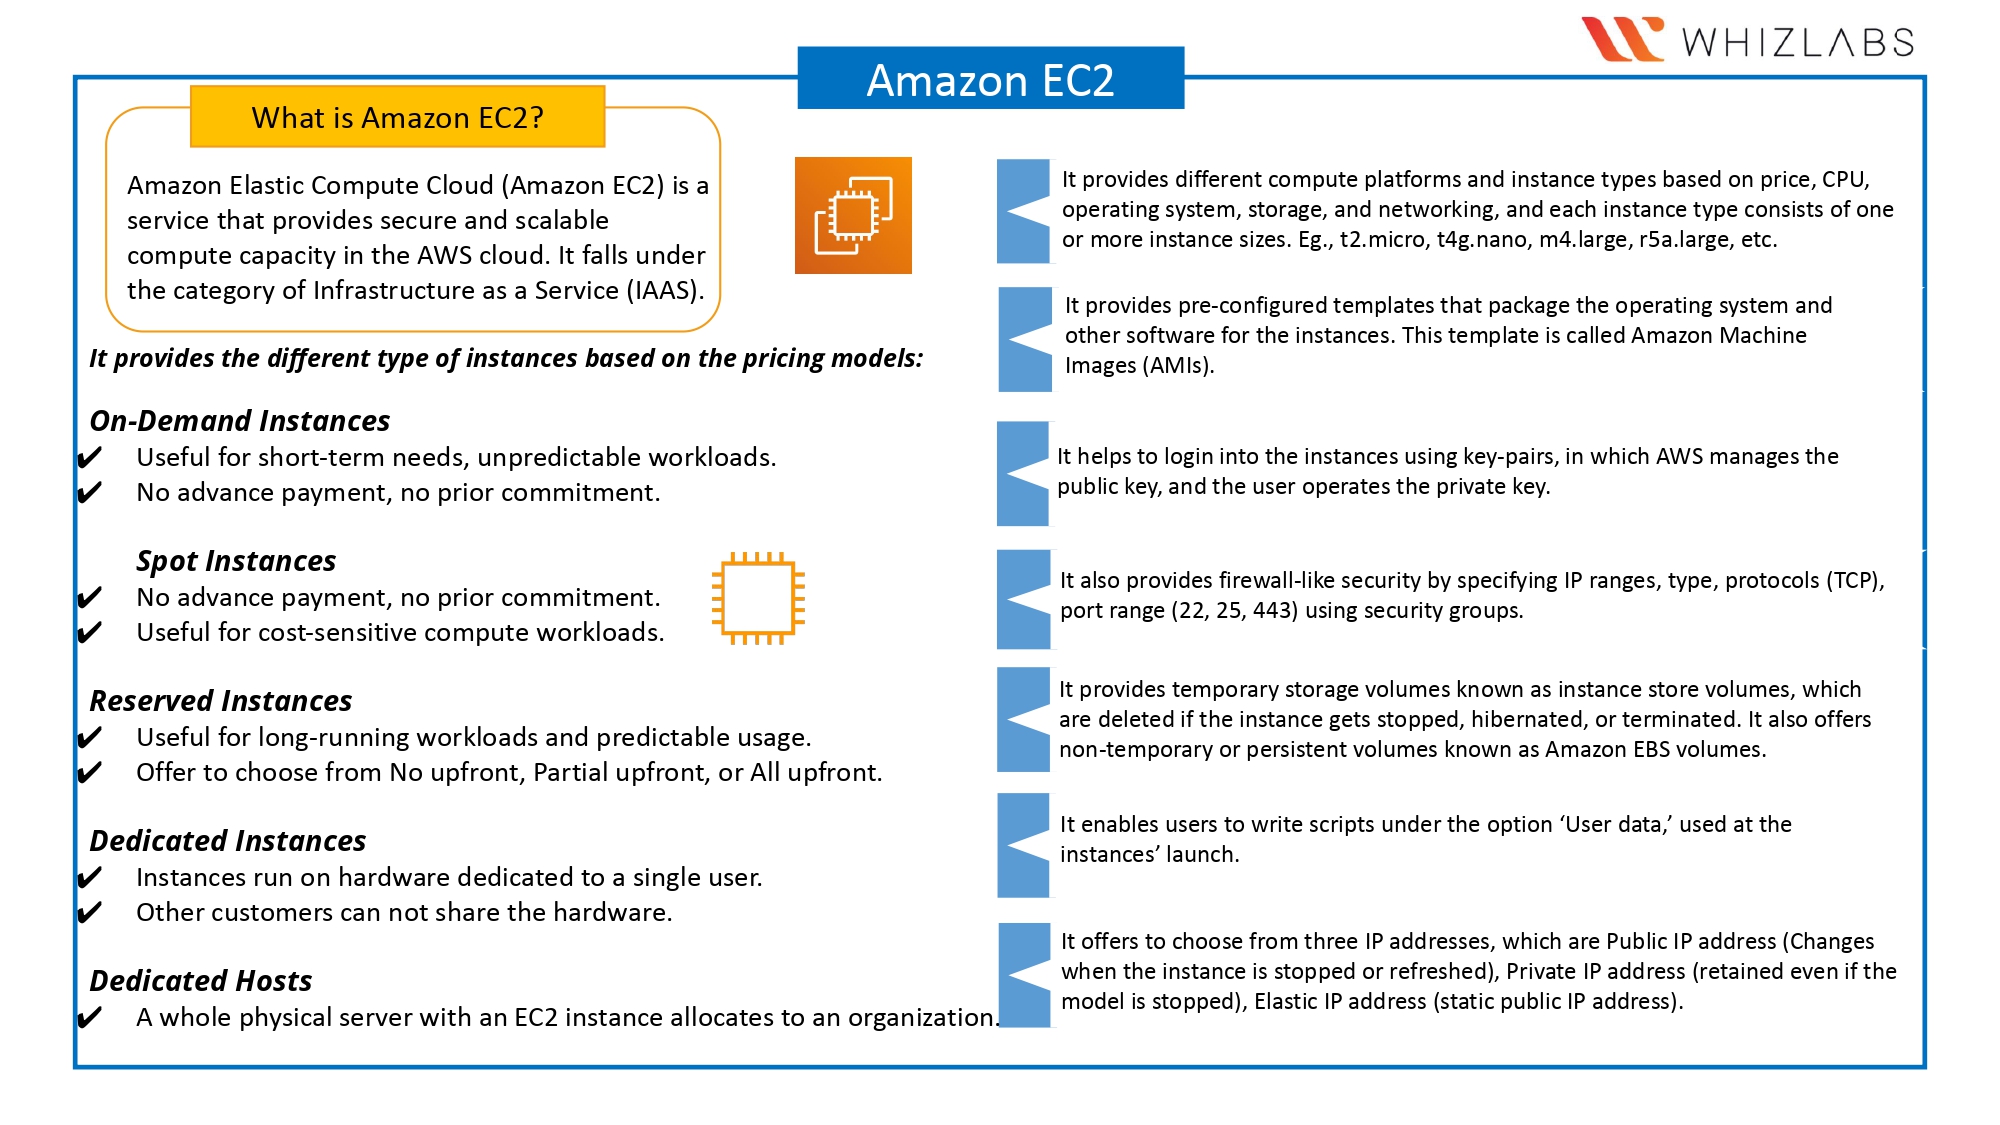 WHIZLABS
Amazon EC2
What is Amazon EC2?
Amazon Elastic Compute Cloud (Amazon EC2) is a
service that provides secure and scalable
compute capacity in the AWS cloud. It falls under
the category of Infrastructure as a Service (IAAS).
It provides the different type of instances based on the pricing models:
On-Demand Instances
✔ Useful for short-term needs, unpredictable workloads.
✔ No advance payment, no prior commitment.
Spot Instances
✔ No advance payment, no prior commitment.
✔ Useful for cost-sensitive compute workloads.
Reserved Instances
✔ Useful for long-running workloads and predictable usage.
✔ Offer to choose from No upfront, Partial upfront, or All upfront.
Dedicated Instances
✔ Instances run on hardware dedicated to a single user.
✔ Other customers can not share the hardware.
Dedicated Hosts
✔ A whole physical server with an EC2 instance allocates to an organization.
It provides different compute platforms and instance types based on price, CPU,
operating system, storage, and networking, and each instance type consists of one
or more instance sizes. Eg., t2.micro, t4g.nano, m4.large, r5a.large, etc.
It provides pre-configured templates that package the operating system and
other software for the instances. This template is called Amazon Machine
Images (AMIs).
It helps to login into the instances using key-pairs, in which AWS manages the
public key, and the user operates the private key.
It also provides firewall-like security by specifying IP ranges, type, protocols (TCP),
port range (22, 25, 443) using security groups.
It provides temporary storage volumes known as instance store volumes, which
are deleted if the instance gets stopped, hibernated, or terminated. It also offers
non-temporary or persistent volumes known as Amazon EBS volumes.
It enables users to write scripts under the option ‘User data,’ used at the
instances’ launch.
It offers to choose from three IP addresses, which are Public IP address (Changes
when the instance is stopped or refreshed), Private IP address (retained even if the
model is stopped), Elastic IP address (static public IP address).